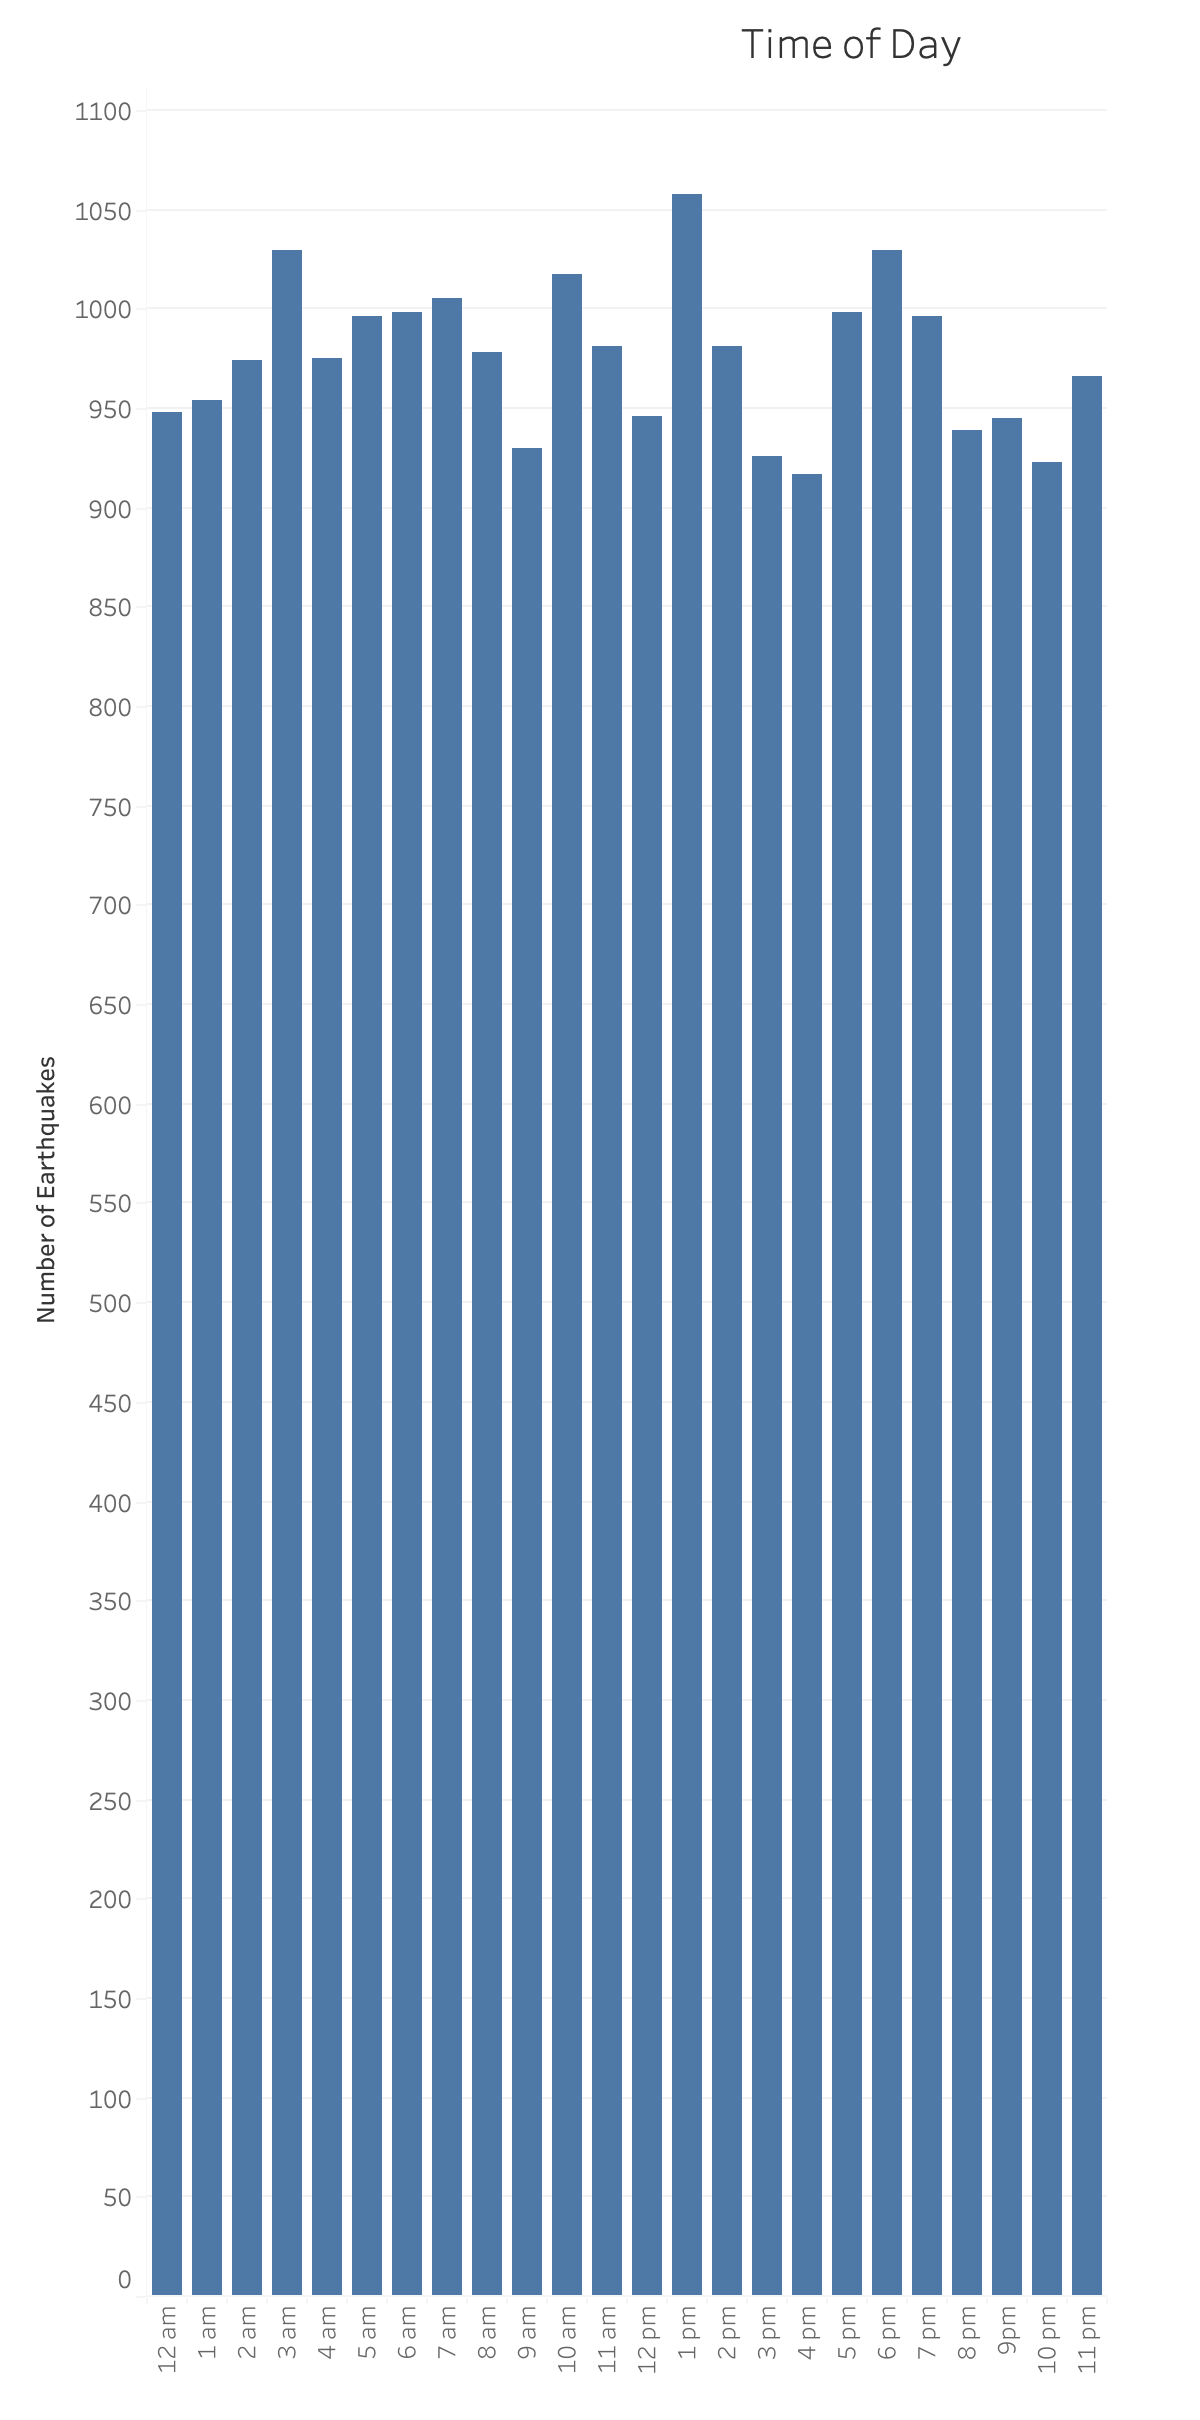 Time of Day
Number of Earthquakes
1100
1050
1000
950
900
850
800
750
700
650
600
550
500
450
400
350
300
250
200
150
100
50
0
12 am
1 am
2 am
3 am
4 am
5 am
6 am
7 am
8 am
9 am
10 am
11 am
12 pm
1 pm
2 pm
3 pm
4 pm
5 pm
6 pm
7 pm
8 pm
9pm
10 pm
11 pm